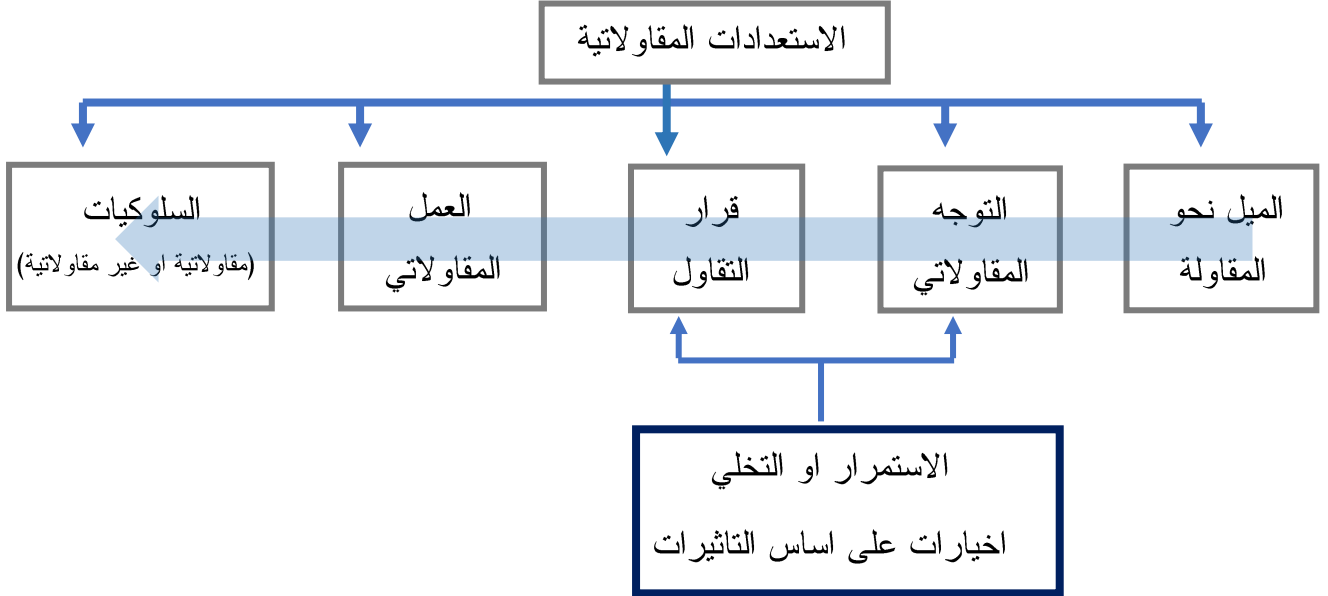 الاستعدادات المقاولاتية
الميل نحو
المقاولة
التوجه
المقاولاتي
قرار
التقاول
العمل
المقاولاتي
السلوكيات
(مقاولاتية او غير مقاولاتية)
الاستمرار او التخلي
اخيارات على اساس التاثيرات